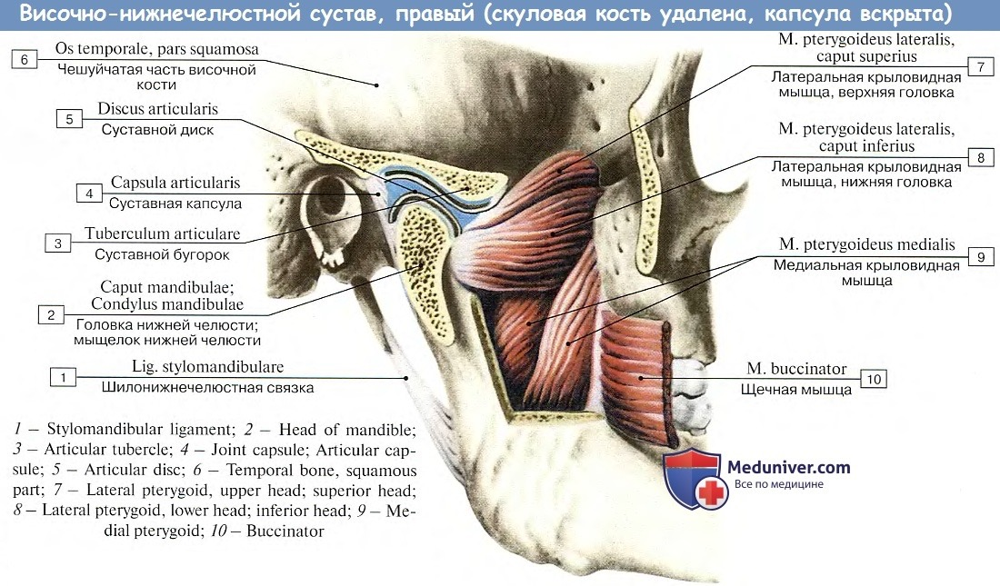 Височно-нижнечелюстной сустав, правый (скуловая кость удалена, капсула вскрыта)
6
Os temporale, pars squamosa
Чешуйчатая часть височной
кости
5
Discus articularis
Суставной диск
4
Capsula articularis
Суставная капсула
3
Tuberculum articulare
Суставной бугорок
2
Caput mandibulae;
Condylus mandibulae
Головка нижней челюсти;
мыщелок нижней челюсти
1
Lig. stylomandibulare
Шилонижнечелюстная связка
M. pterygoideus lateralis,
caput superius
7
Латеральная крыловидная
мышца, верхняя головка
M. pterygoideus lateralis,
caput inferius
8
Латеральная крыловидная
мышца, нижняя головка
M. pterygoideus medialis
9
Медиальная крыловидная
мышца
M. buccinator
10
Щечная мышца
1 — Stylomandibular ligament; 2 — Head of mandible;
3 — Articular tubercle; 4 — Joint capsule; Articular cap-
sule; 5 — Articular disc; 6 — Temporal bone, squamous
part; 7 — Lateral pterygoid, upper head; superior head;
8 — Lateral pterygoid, lower head; inferior head; 9 — Me-
dial pterygoid; 10 — Buccinator
Meduniver.com
Все по медицине